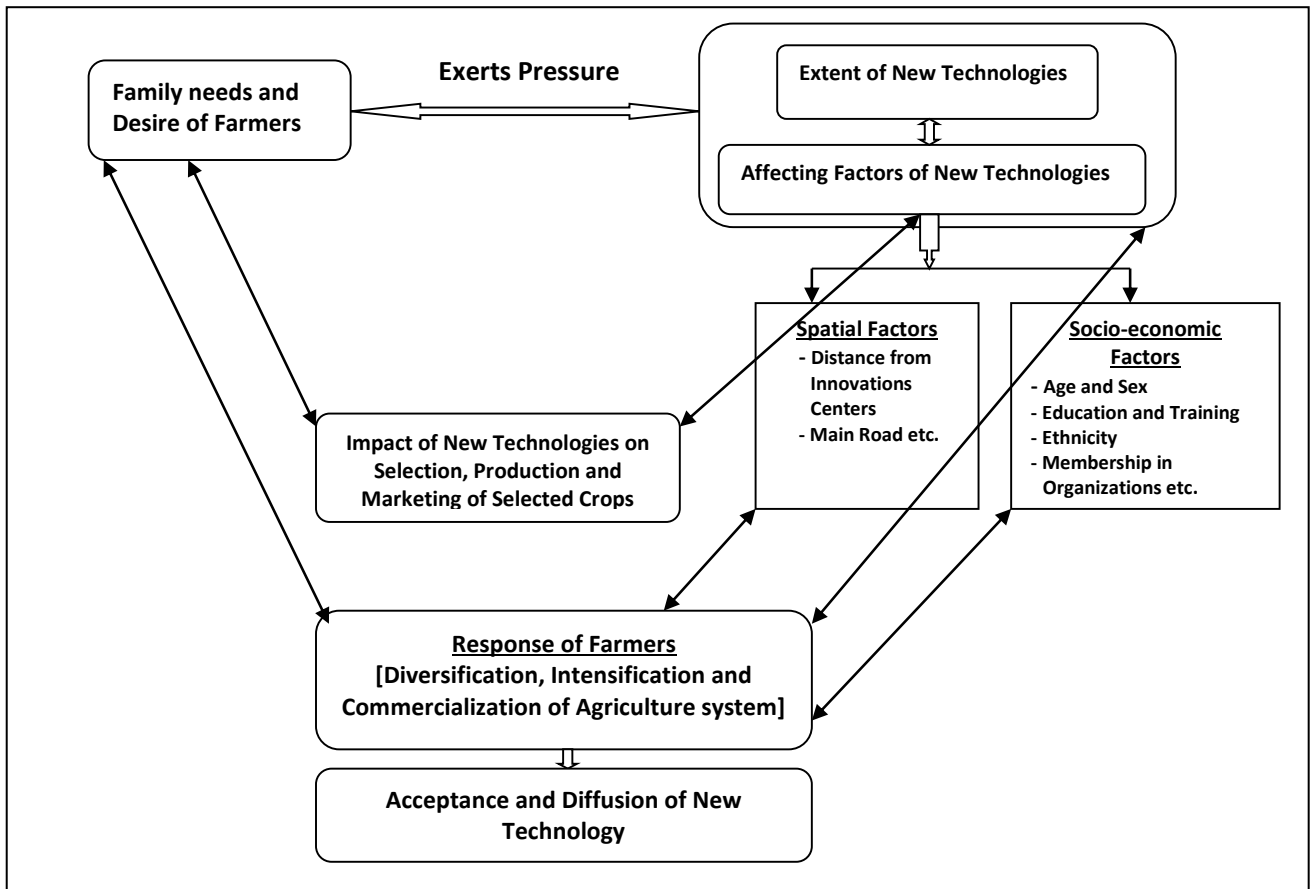 Exerts Pressure
Family needs and
Desire of Farmers
Extent of New Technologies
Affecting Factors of New Technologies
Spatial Factors
- Distance from
Innovations
Centers
- Main Road etc.
Socio-economic
Factors
- Age and Sex
- Education and Training
- Ethnicity
- Membership in
Organizations etc.
Impact of New Technologies on
Selection, Production and
Marketing of Selected Crops
Response of Farmers
[Diversification, Intensification and
Commercialization of Agriculture system]
Acceptance and Diffusion of New
Technology